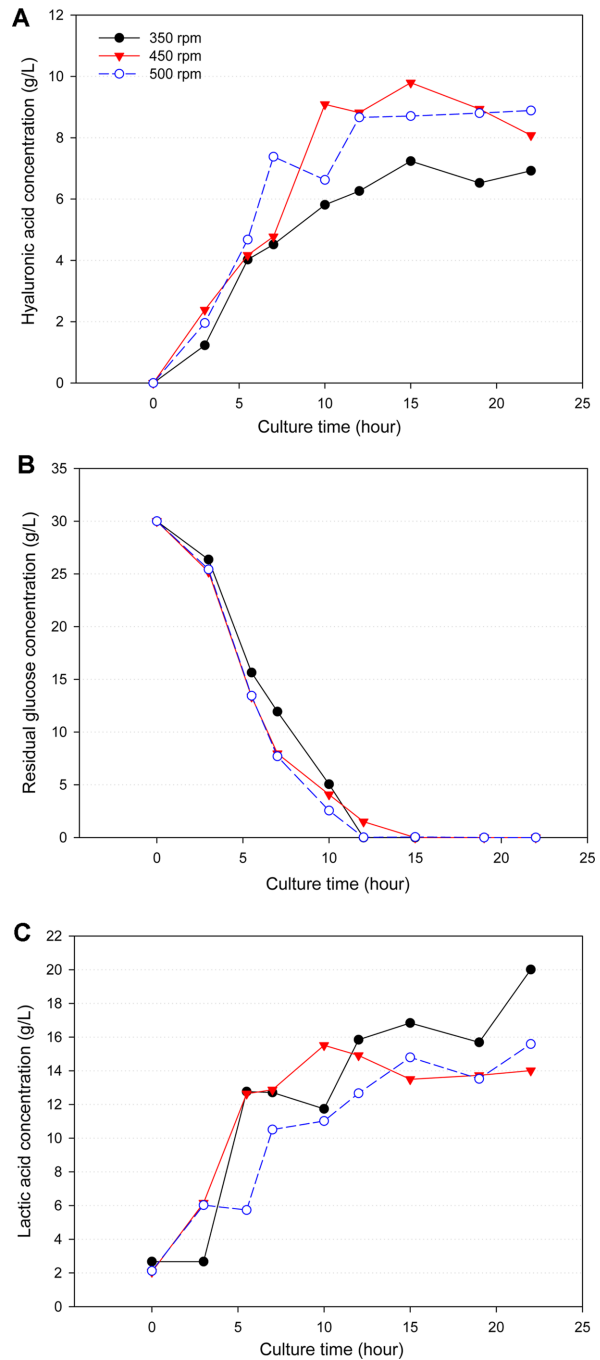 A
Hyaluronic acid concentration (g/L)
12
10
8
6
4
2
0
350 rpm
450 rpm
500 rpm
0 5 10 15 20 25
Culture time (hour)
B
Residual glucose concentration (g/L)
35
30
25
20
15
10
5
0
0 5 10 15 20 25
Culture time (hour)
C
Lactic acid concentration (g/L)
22
20
18
16
14
12
10
8
6
4
2
0
0 5 10 15 20 25
Culture time (hour)